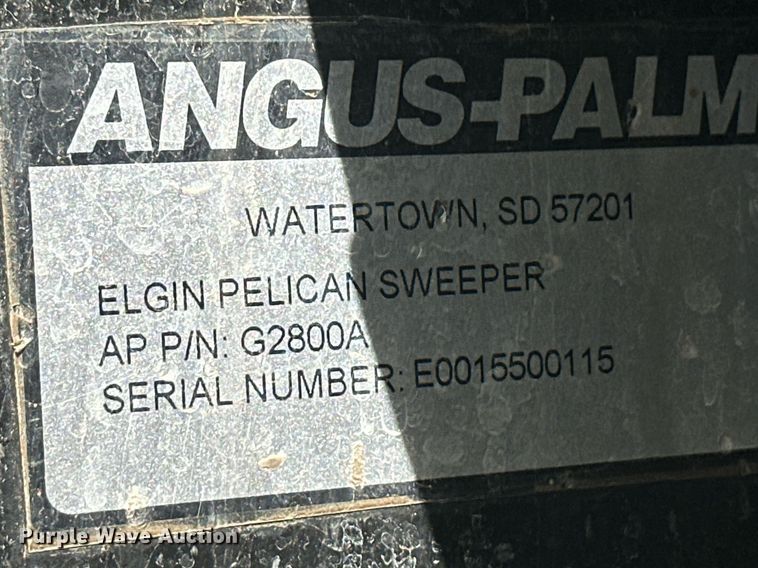 ANGUS-PALM
WATERTOWN, SD 57201
ELGIN PELICAN SWEEPER
AP P/N: G2800A
SERIAL NUMBER: E0015500115
Purple Wave Auction